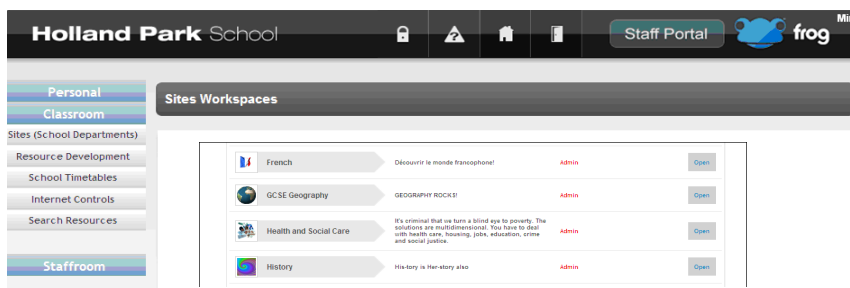 Holland Park School
Staff Portal
frog
Personal
Classroom
Sites (School Departments)
Resource Development
School Timetables
Internet Controls
Search Resources
Staffroom
Sites Workspaces
French Découvrir le monde francophone! Admin Open
GCSE Geography GEOGRAPHY ROCKS! Admin Open
Health and Social Care
It's criminal that we turn a blind eye to poverty. The
solutions are multidimensional. You have to deal
with health care, housing, jobs, education, crime
and social justice.
Admin Open
History His-tory is Her-story also Admin Open